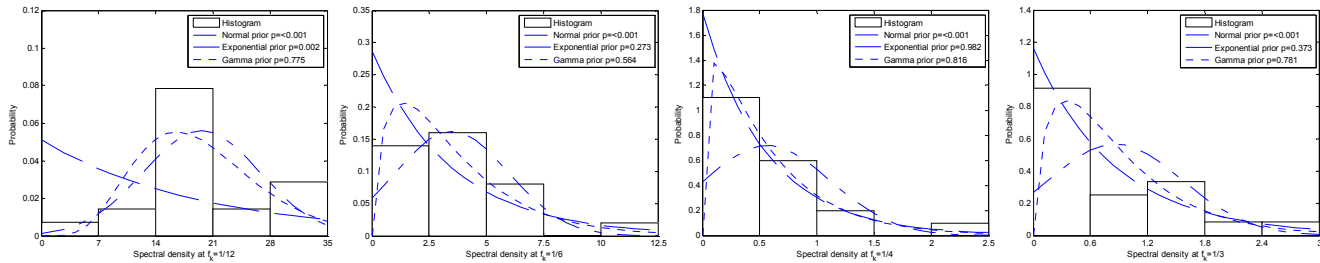 0.12
0.1
0.08
0.06
0.04
0.02
0
Probability
0 7 14 21 28 35
Spectral density at f_k=1/12
Histogram
Normal prior p=<0.001
Exponential prior p=0.002
Gamma prior p=0.775
0.35
0.3
0.25
0.2
0.15
0.1
0.05
0
Probability
0 2.5 5 7.5 10 12.5
Spectral density at f_k=1/6
Histogram
Normal prior p=<0.001
Exponential prior p=0.273
Gamma prior p=0.564
1.8
1.6
1.4
1.2
1
0.8
0.6
0.4
0.2
0
Probability
0 0.5 1 1.5 2 2.5
Spectral density at f_k=1/4
Histogram
Normal prior p=<0.001
Exponential prior p=0.982
Gamma prior p=0.816
1.4
1.2
1
0.8
0.6
0.4
0.2
0
Probability
0 0.6 1.2 1.8 2.4 3
Spectral density at f_k=1/3
Histogram
Normal prior p=<0.001
Exponential prior p=0.373
Gamma prior p=0.781